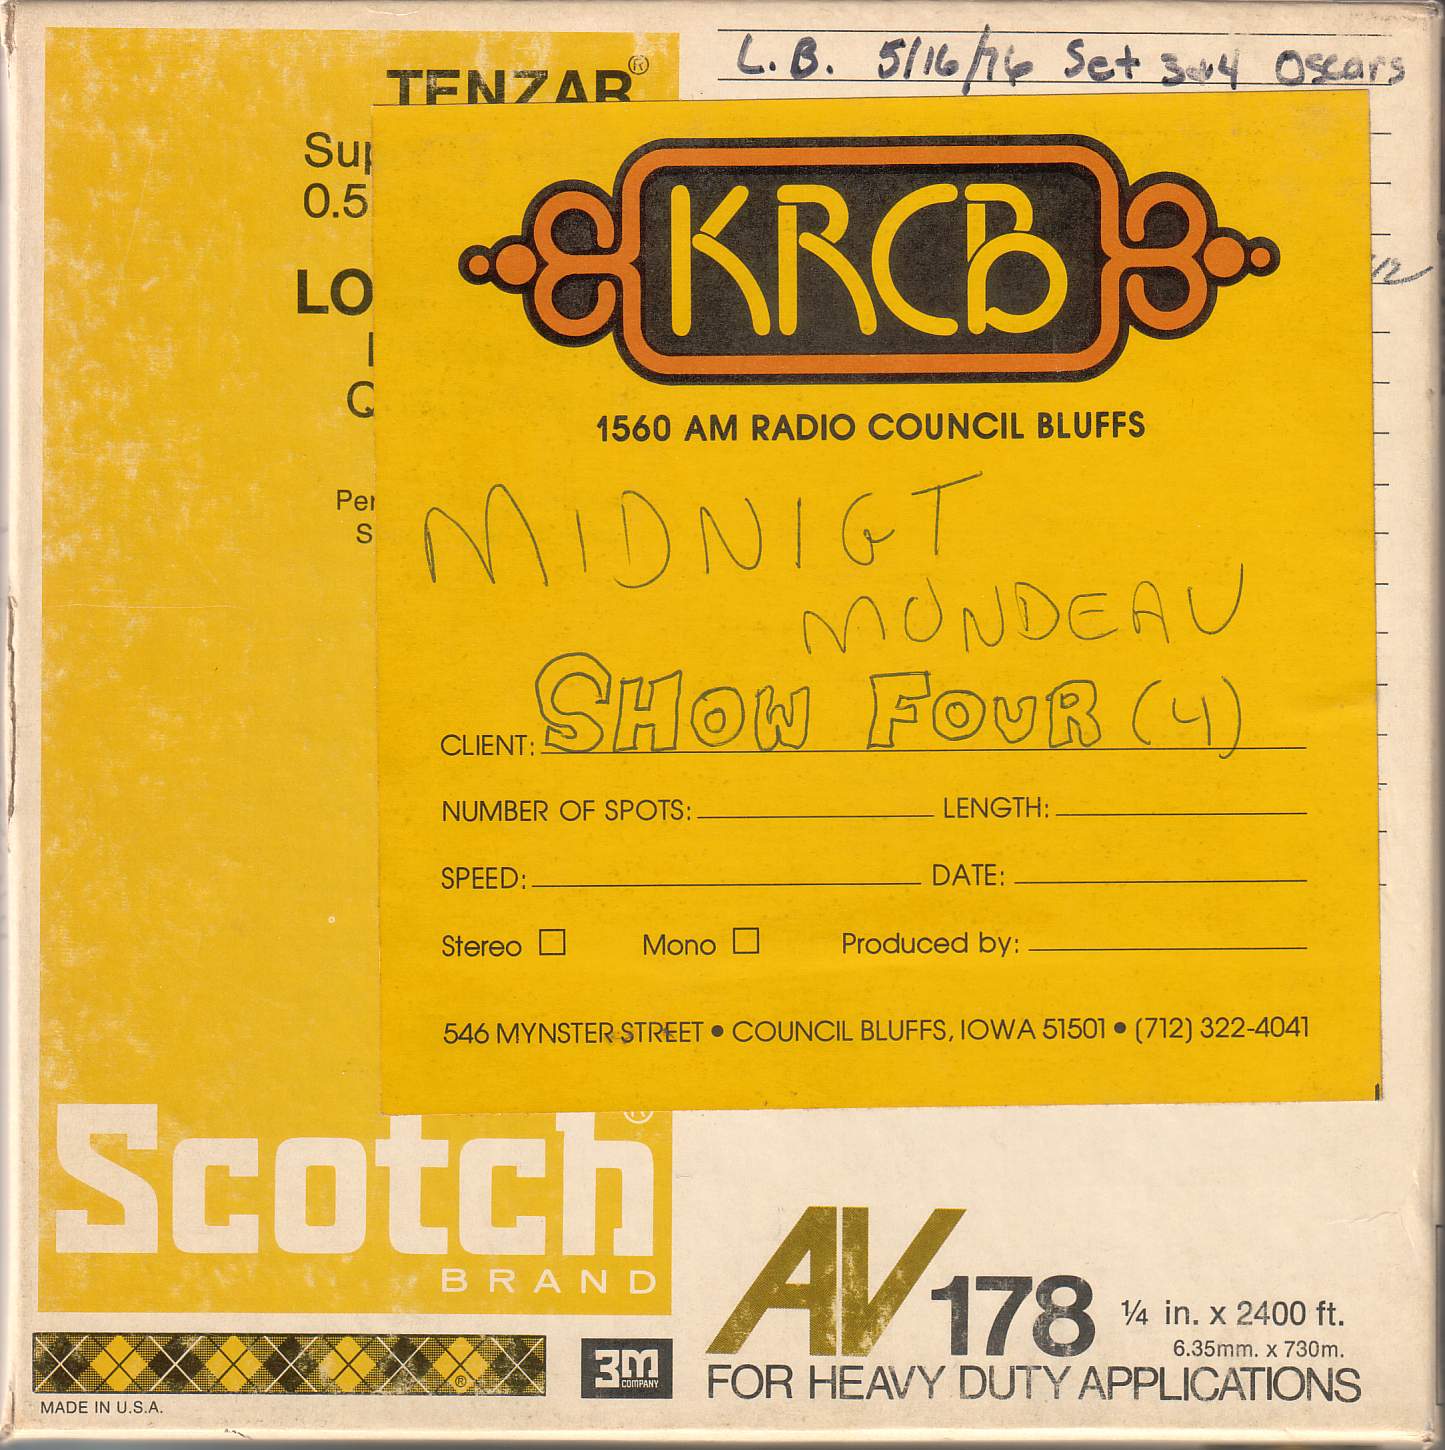 L.B. 5/16/76 Set 3+4 Oscars
TENZAR®
Sup
0.5
LO
Q
Per
S
KRCB
1560 AM RADIO COUNCIL BLUFFS
MIDNIGT
MONDEAU
SHOW FOUR (4)
CLIENT:
NUMBER OF SPOTS: LENGTH:
SPEED: DATE:
Stereo Mono Produced by:
546 MYNSTER STREET • COUNCIL BLUFFS, IOWA 51501 • (712) 322-4041
Scotch®
BRAND
AV 178 1/4 in. x 2400 ft.
6.35mm. x 730m.
FOR HEAVY DUTY APPLICATIONS
3M
COMPANY
®
MADE IN U.S.A.